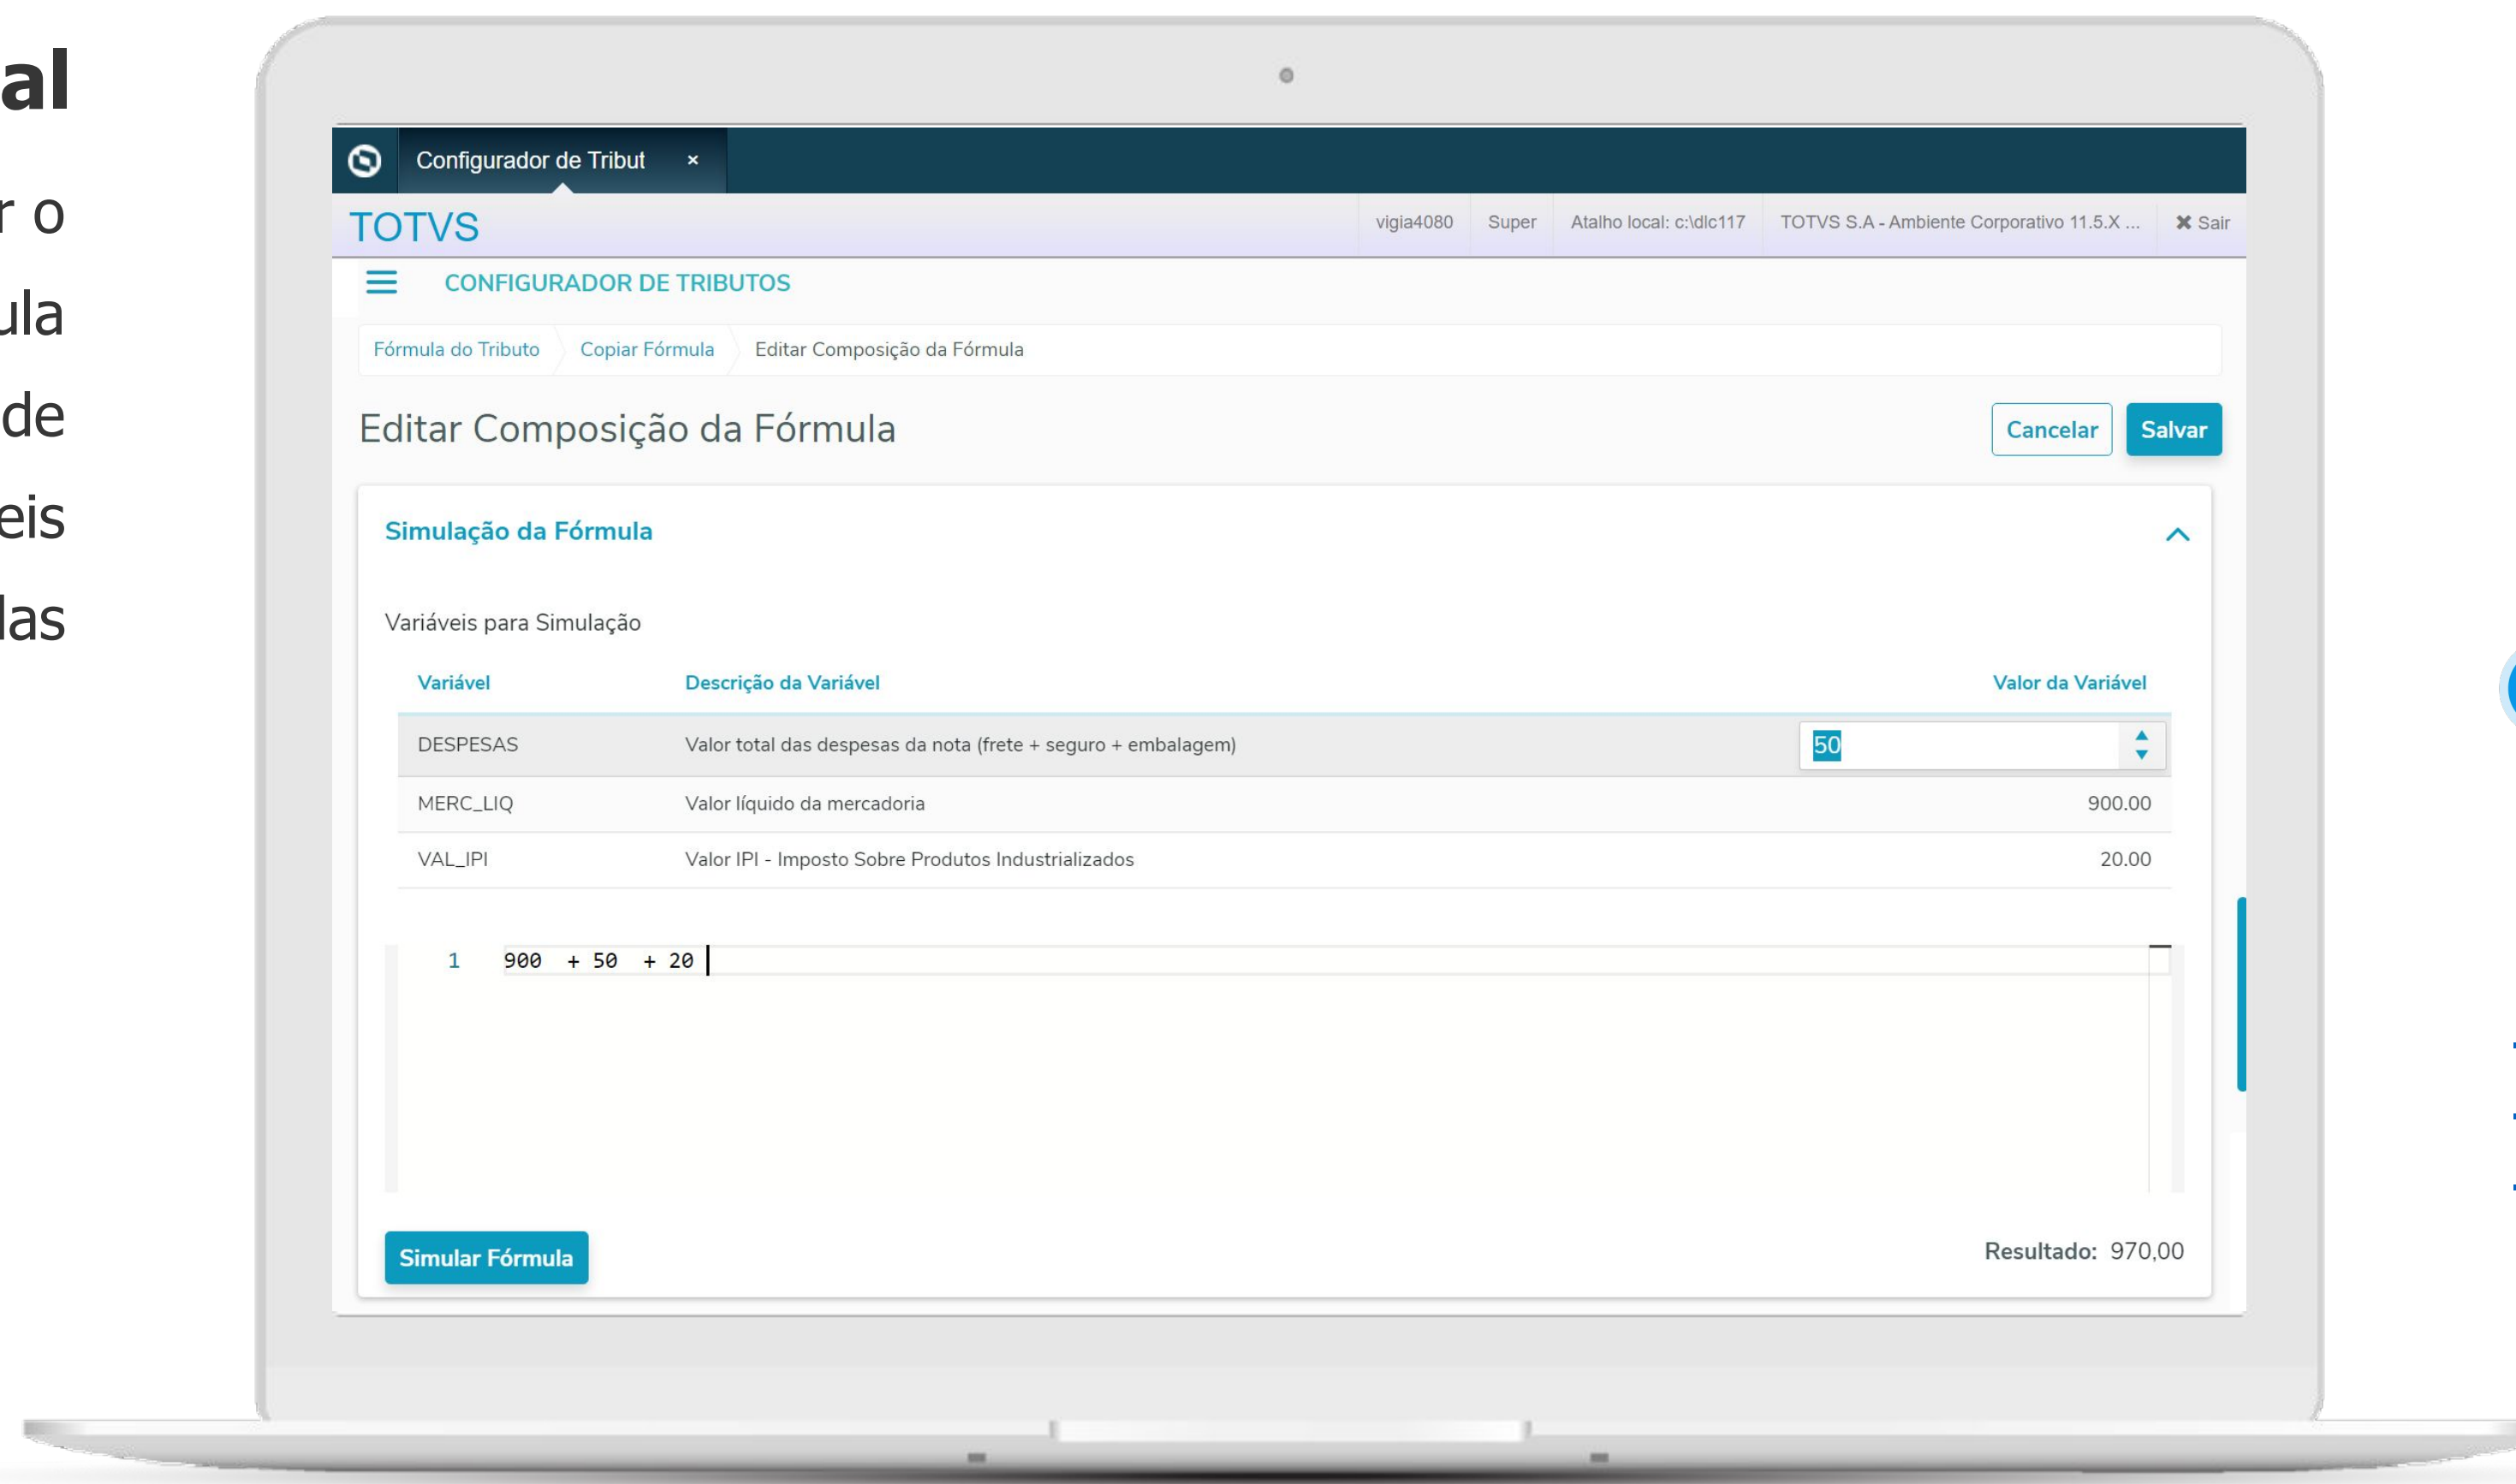 al
r o
ula
de
eis
las
Configurador de Tribut ×
TOTVS vigia4080 Super Atalho local: c:\dlc117 TOTVS S.A - Ambiente Corporativo 11.5.X ... ✖ Sair
CONFIGURADOR DE TRIBUTOS
Fórmula do Tributo Copiar Fórmula Editar Composição da Fórmula
Editar Composição da Fórmula Cancelar Salvar
Simulação da Fórmula
Variáveis para Simulação
Variável Descrição da Variável Valor da Variável
DESPESAS Valor total das despesas da nota (frete + seguro + embalagem) 50
MERC_LIQ Valor líquido da mercadoria 900.00
VAL_IPI Valor IPI - Imposto Sobre Produtos Industrializados 20.00
1 900 + 50 + 20
Simular Fórmula Resultado: 970,00